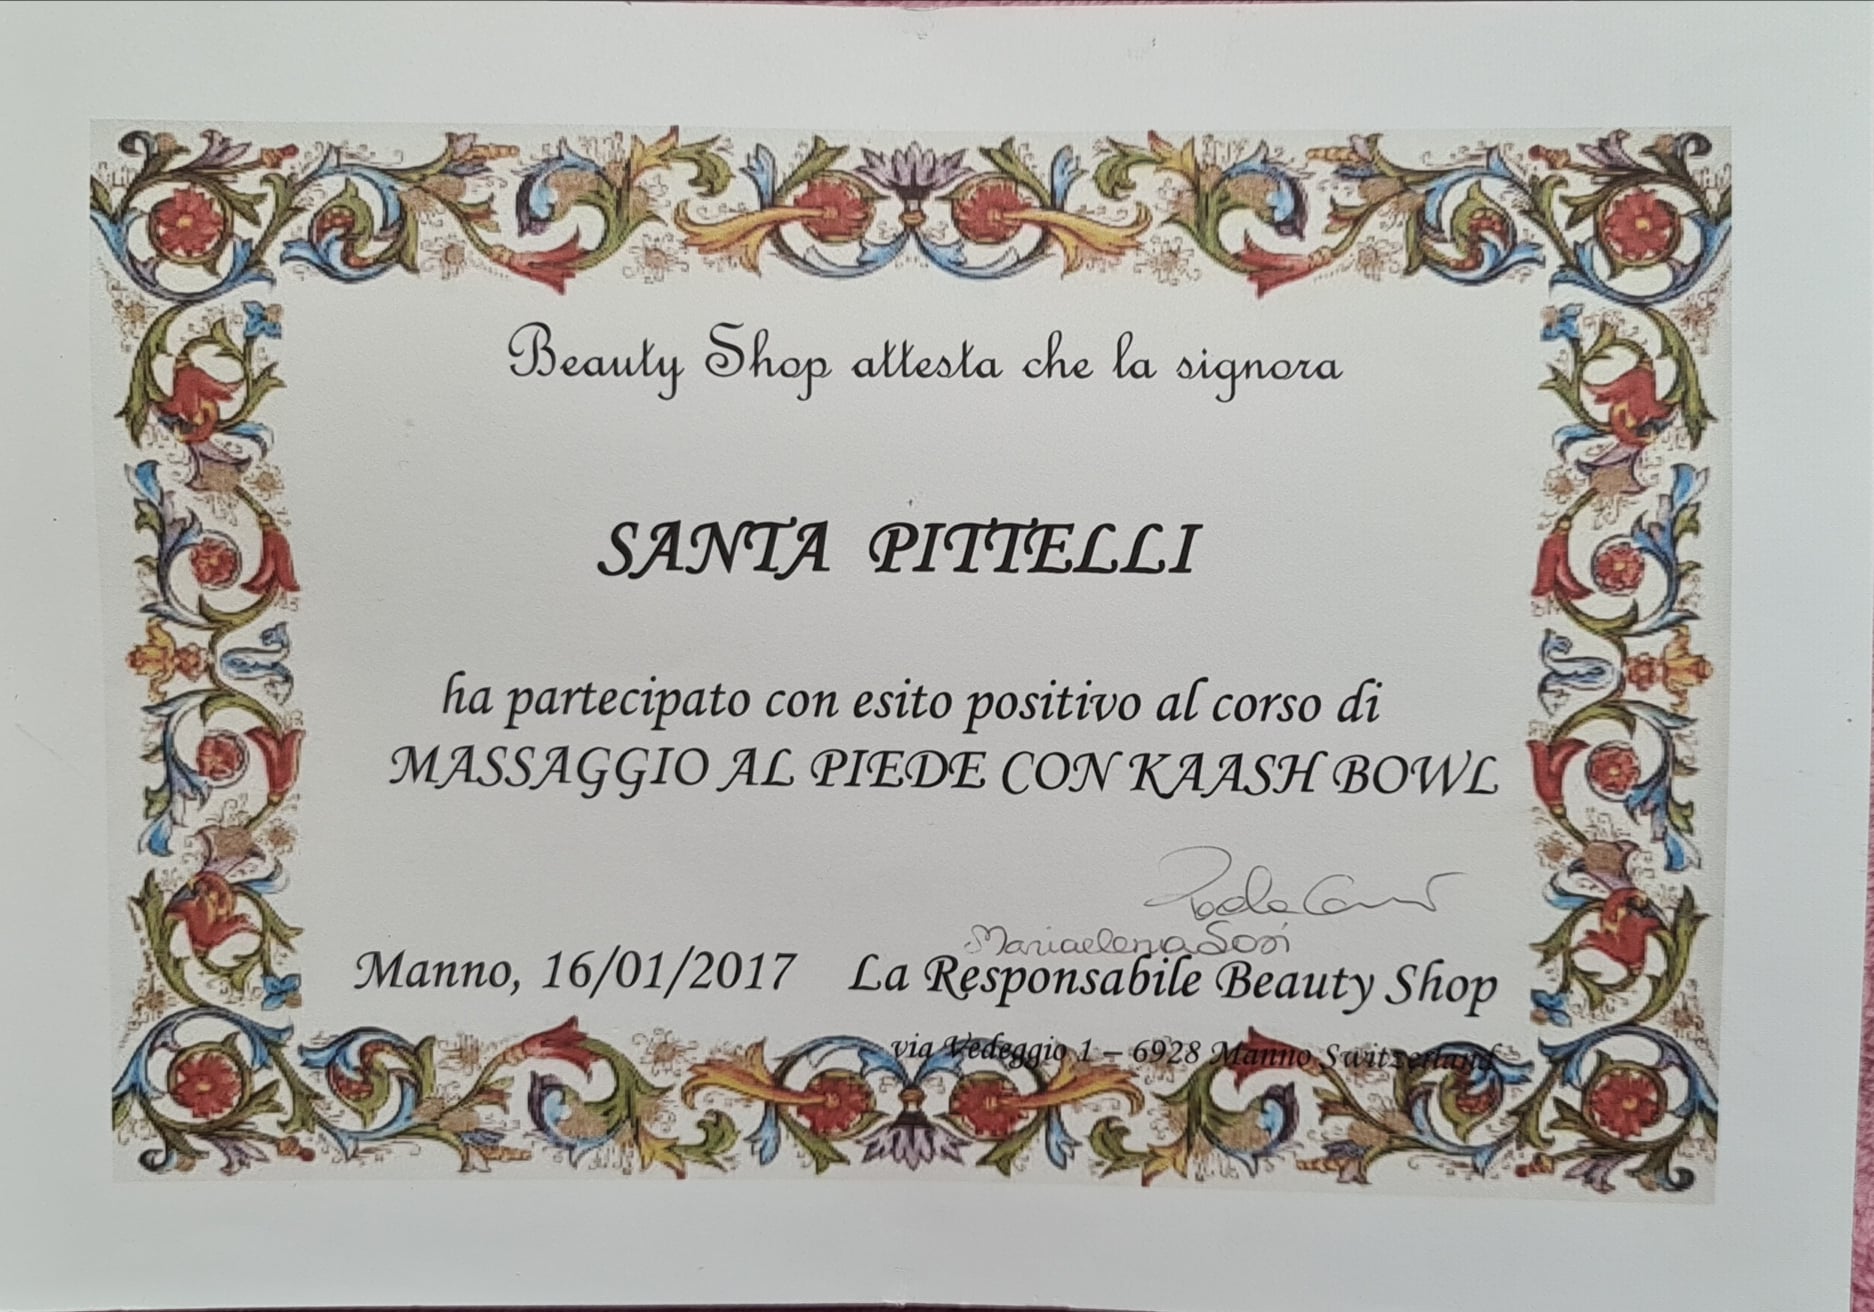 Beauty Shop attesta che la signora
SANTA PITTELLI
ha partecipato con esito positivo al corso di
MASSAGGIO AL PIEDE CON KAASH BOWL
Mariaelena
Manno, 16/01/2017 La Responsabile Beauty Shop
via Vedeggio 1 – 6928 Manno Switzerland